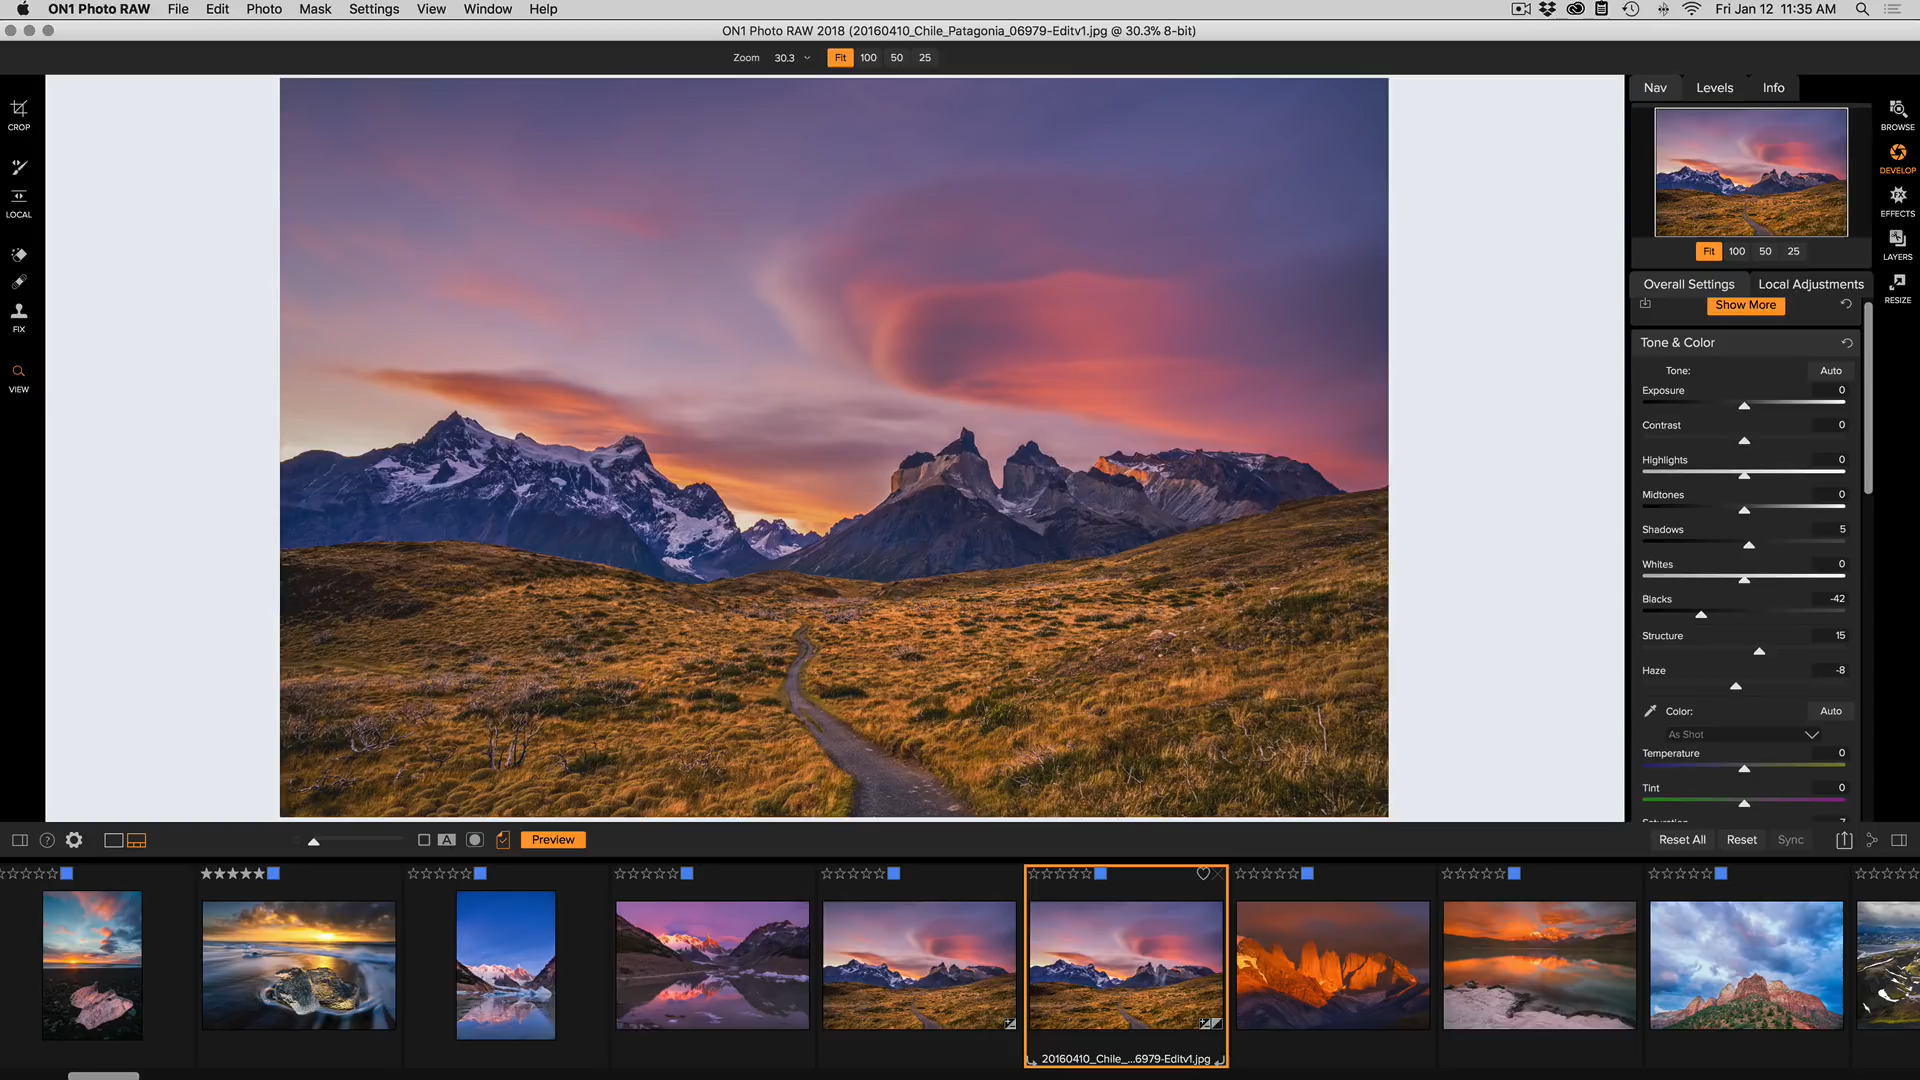 ON1 Photo RAW File Edit Photo Mask Settings View Window Help Fri Jan 12 11:35 AM
ON1 Photo RAW 2018 (20160410_Chile_Patagonia_06979-Editv1.jpg @ 30.3% 8-bit)
Zoom 30.3 Fit 100 50 25
CROP
LOCAL
FIX
VIEW
Nav Levels Info
Fit 100 50 25
BROWSE
DEVELOP
EFFECTS
LAYERS
RESIZE
Overall Settings Local Adjustments
Show More
Tone & Color
Tone: Auto
Exposure 0
Contrast 0
Highlights 0
Midtones 0
Shadows 5
Whites 0
Blacks -42
Structure 15
Haze -8
Color: Auto
As Shot
Temperature 0
Tint 0
? A Preview Reset All Reset Sync
20160410_Chile_...6979-Editv1.jpg